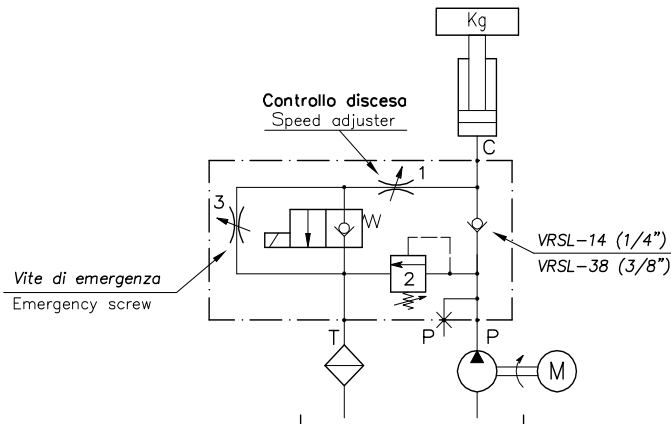 Kg
Controllo discesa
Speed adjuster
C
1
3
VRSL-14 (1/4")
VRSL-38 (3/8")
2
Vite di emergenza
Emergency screw
T
P
P
M